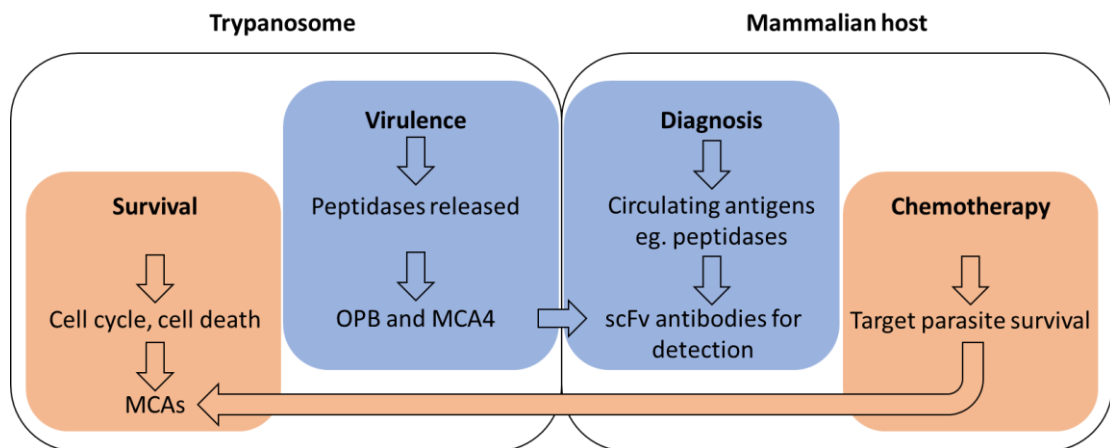 Trypanosome
Mammalian host
Survival
Cell cycle, cell death
MCAs
Virulence
Peptidases released
OPB and MCA4
Diagnosis
Circulating antigens
eg. peptidases
scFv antibodies for
detection
Chemotherapy
Target parasite survival